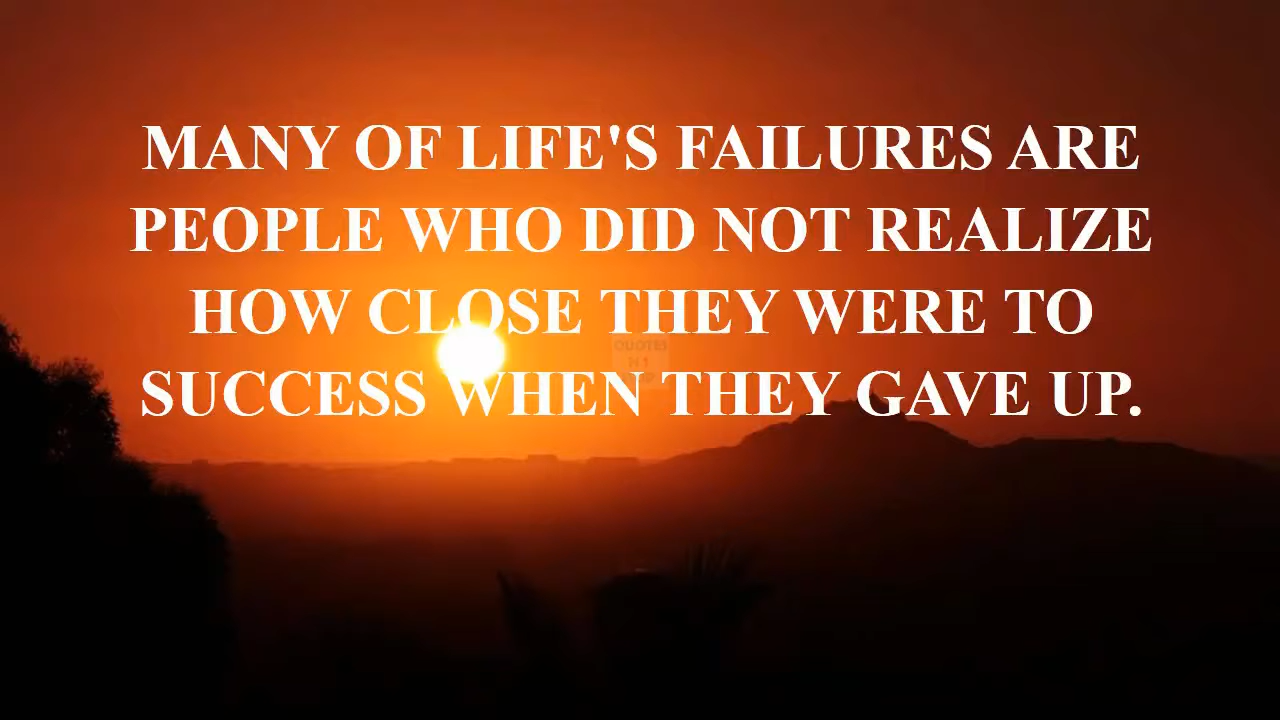 MANY OF LIFE'S FAILURES ARE
PEOPLE WHO DID NOT REALIZE
HOW CLOSE THEY WERE TO
SUCCESS WHEN THEY GAVE UP.
QUOTES